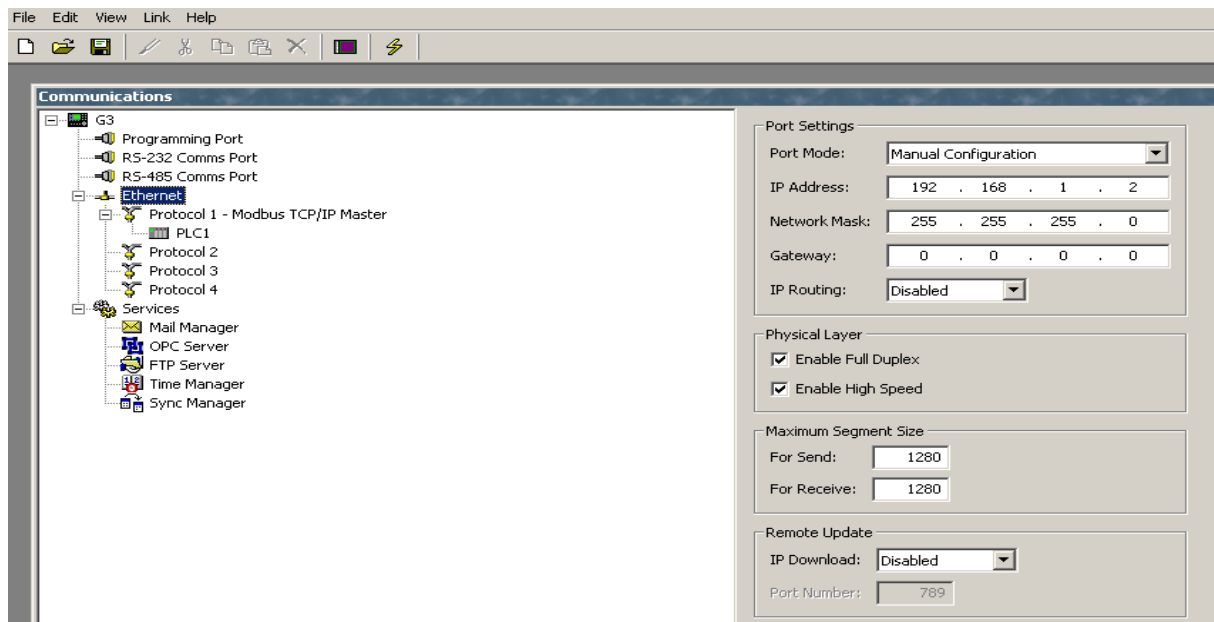 File Edit View Link Help
Communications
G3
Programming Port
RS-232 Comms Port
RS-485 Comms Port
Ethernet
Protocol 1 - Modbus TCP/IP Master
PLC1
Protocol 2
Protocol 3
Protocol 4
Services
Mail Manager
OPC Server
FTP Server
Time Manager
Sync Manager
Port Settings
Port Mode: Manual Configuration
IP Address: 192 . 168 . 1 . 2
Network Mask: 255 . 255 . 255 . 0
Gateway: 0 . 0 . 0 . 0
IP Routing: Disabled
Physical Layer
Enable Full Duplex
Enable High Speed
Maximum Segment Size
For Send: 1280
For Receive: 1280
Remote Update
IP Download: Disabled
Port Number: 789